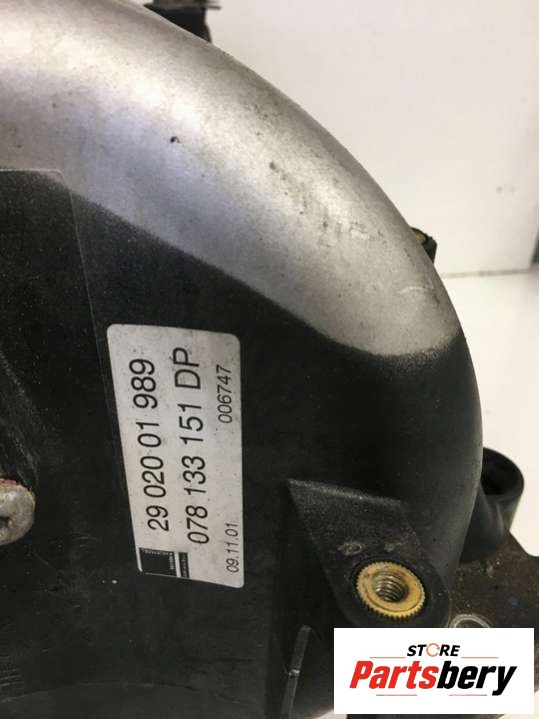 29 020 01 989
078 133 151 DP
09.11.01 006747
STORE
Partsbery